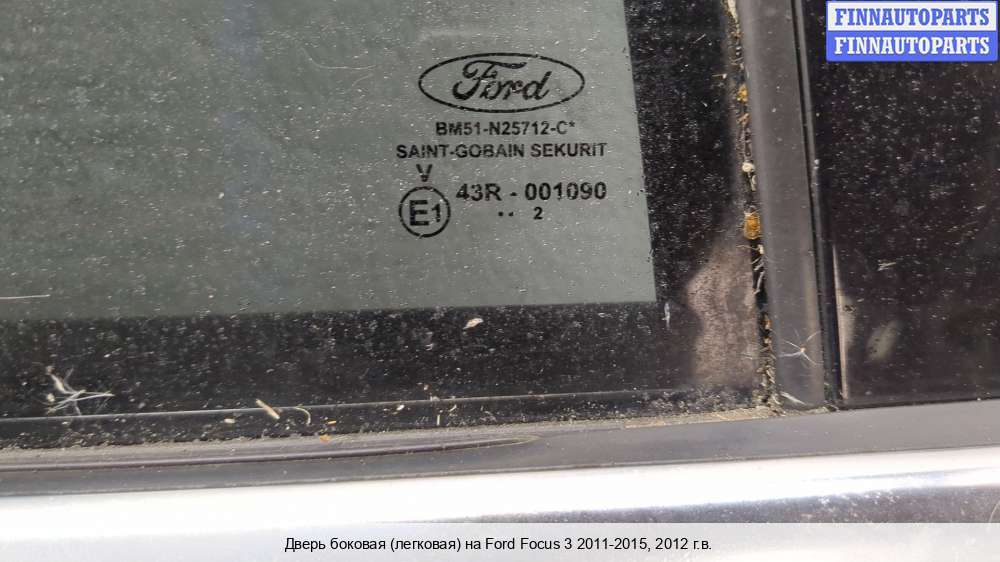 FINNAUTOPARTS
FINNAUTOPARTS
Ford
BM51-N25712-C*
SAINT-GOBAIN SEKURIT
V
E1 43R - 001090
.. 2
Дверь боковая (легковая) на Ford Focus 3 2011-2015, 2012 г.в.